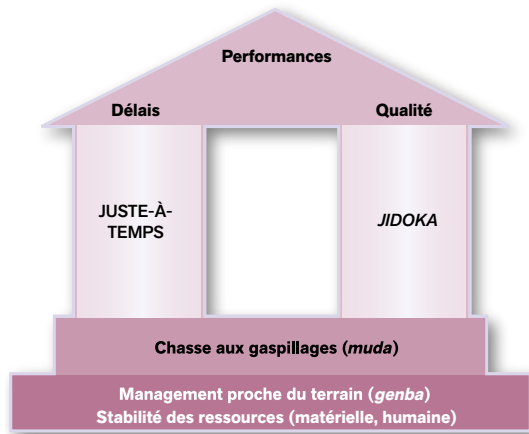 Performances
Délais
Qualité
JUSTE-À-
TEMPS
JIDOKA
Chasse aux gaspillages (muda)
Management proche du terrain (genba)
Stabilité des ressources (matérielle, humaine)